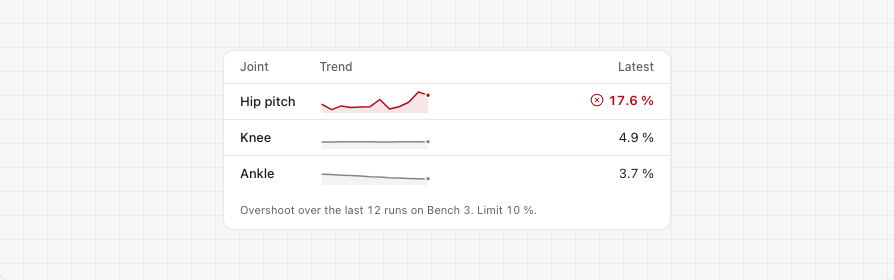 Joint Trend Latest
Hip pitch 17.6 %
Knee 4.9 %
Ankle 3.7 %
Overshoot over the last 12 runs on Bench 3. Limit 10 %.